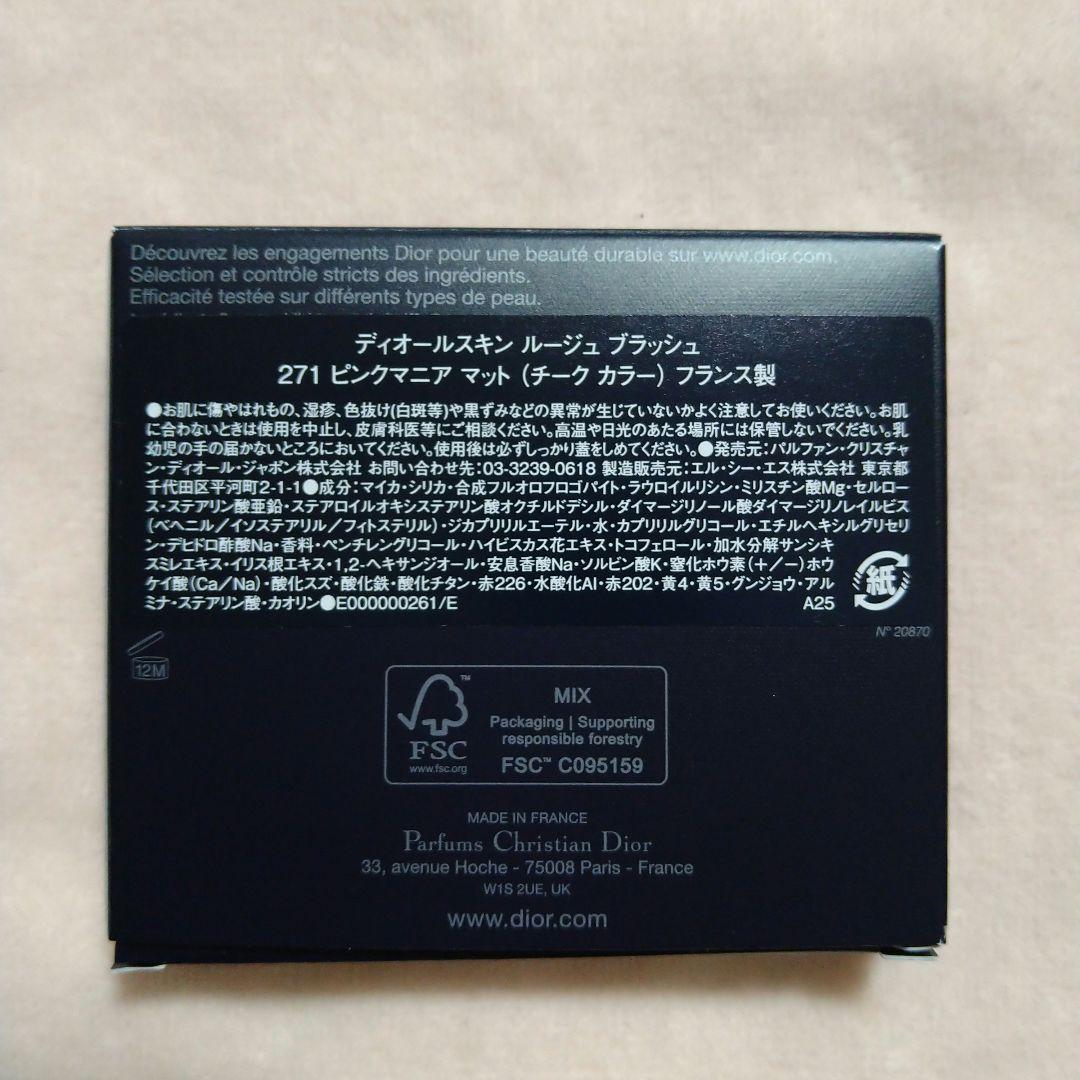 Découvrez les engagements Dior pour une beauté durable sur www.dior.com.
Sélection et contrôle stricts des ingrédients.
Efficacité testée sur différents types de peau.
ディオールスキン ルージュ ブラッシュ
271 ピンクマニア マット (チーク カラー) フランス製
●お肌に傷やはれもの、湿疹、色抜け(白斑等)や黒ずみなどの異常が生じていないかよく注意してお使いください。お肌
に合わないときは使用を中止し、皮膚科医等にご相談ください。高温や日光のあたる場所には保管しないでください。乳
幼児の手の届かないところにおいてください。使用後は必ずしっかり蓋をしめてください。●発売元:パルファン・クリスチャ
ン・ディオール・ジャポン株式会社 お問い合わせ先:03-3239-0618 製造販売元:エル・シー・エス株式会社 東京都
千代田区平河町2-1-1●成分:マイカ・シリカ・合成フルオロフロゴパイト・ラウロイルリシン・ミリスチン酸Mg・セルロー
ス・ステアリン酸亜鉛・ステアロイルオキシステアリン酸オクチルドデシル・ダイマージリノール酸ダイマージリノレイルビス
(ベヘニル/イソステアリル/フィトステリル)・ジカプリリルエーテル・水・カプリリルグリコール・エチルヘキシルグリセリ
ン・デヒドロ酢酸Na・香料・ペンチレングリコール・ハイビスカス花エキス・トコフェロール・加水分解サンシキ
スミレエキス・イリス根エキス・1,2-ヘキサンジオール・安息香酸Na・ソルビン酸K・窒化ホウ素(+/-)ホウ
ケイ酸(Ca/Na)・酸化スズ・酸化鉄・酸化チタン・赤226・水酸化Al・赤202・黄4・黄5・グンジョウ・アル
ミナ・ステアリン酸・カオリン●E000000261/E
A25
紙
N° 20870
12M
FSC™
www.fsc.org
MIX
Packaging | Supporting
responsible forestry
FSC™ C095159
MADE IN FRANCE
Parfums Christian Dior
33, avenue Hoche - 75008 Paris - France
W1S 2UE, UK
www.dior.com